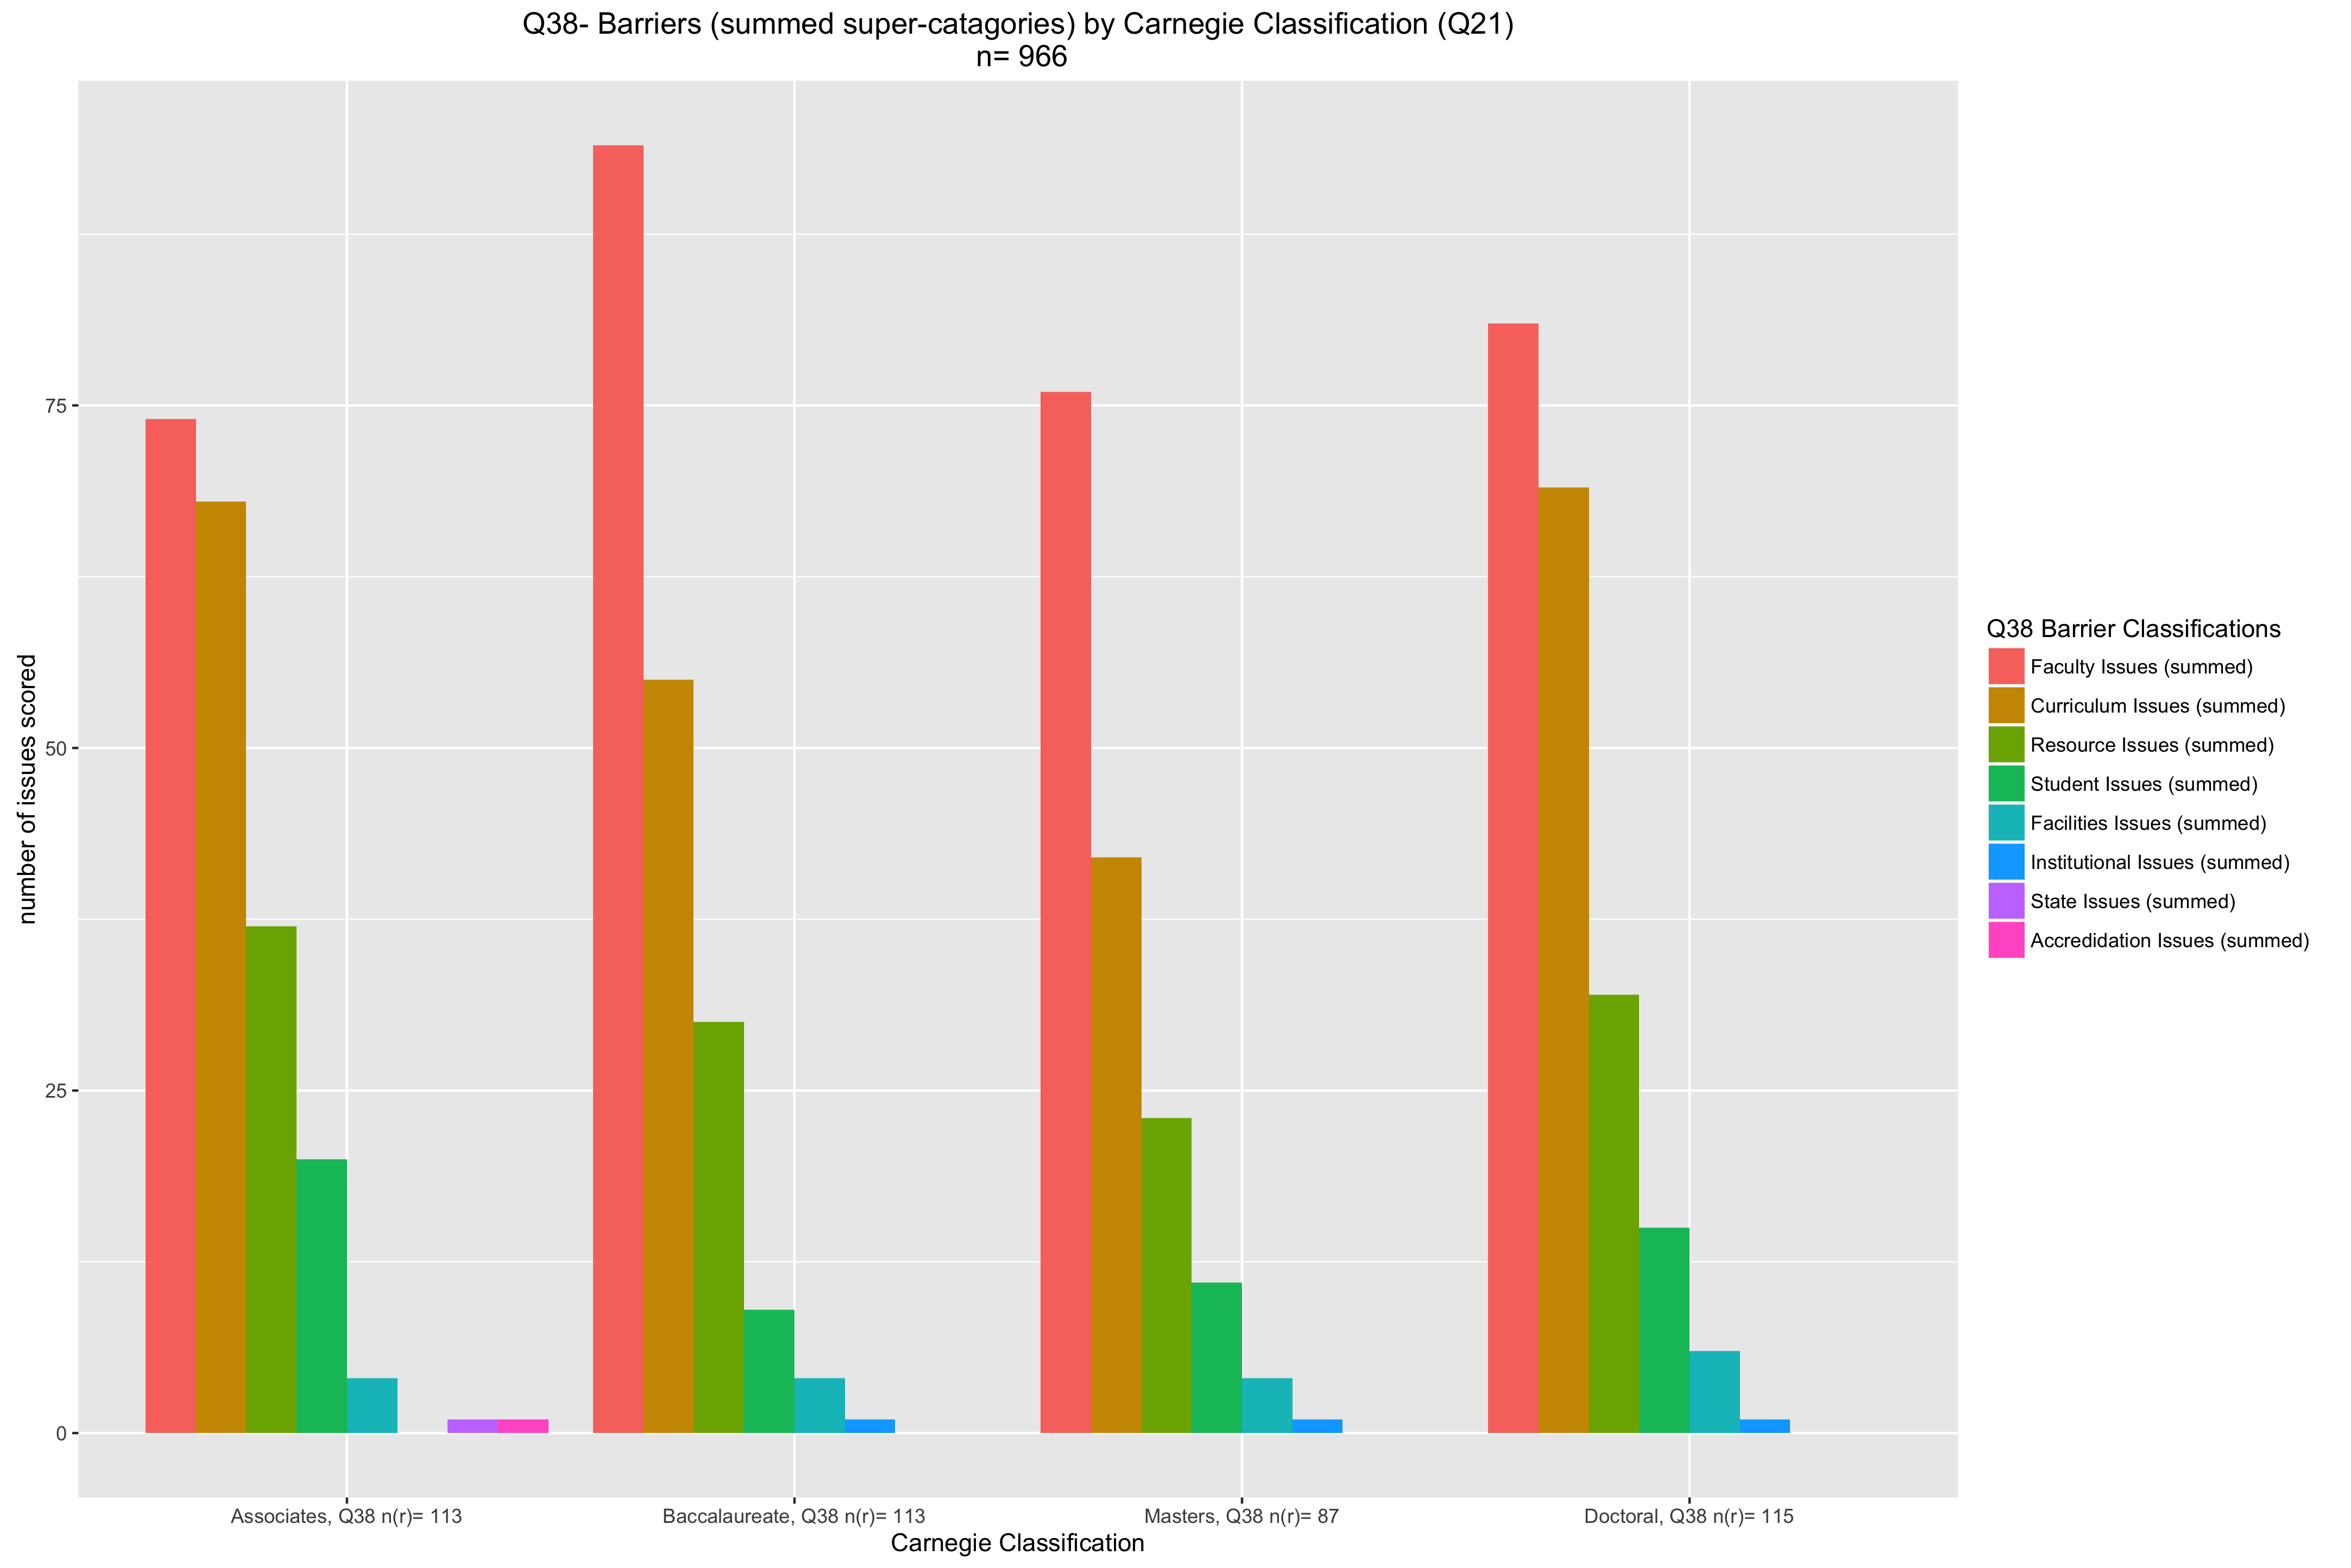 Q38- Barriers (summed super-catagories) by Carnegie Classification (Q21)
n= 966
number of issues scored
75
50
25
0
Associates, Q38 n(r)= 113
Baccalaureate, Q38 n(r)= 113
Masters, Q38 n(r)= 87
Doctoral, Q38 n(r)= 115
Carnegie Classification
Q38 Barrier Classifications
Faculty Issues (summed)
Curriculum Issues (summed)
Resource Issues (summed)
Student Issues (summed)
Facilities Issues (summed)
Institutional Issues (summed)
State Issues (summed)
Accredidation Issues (summed)